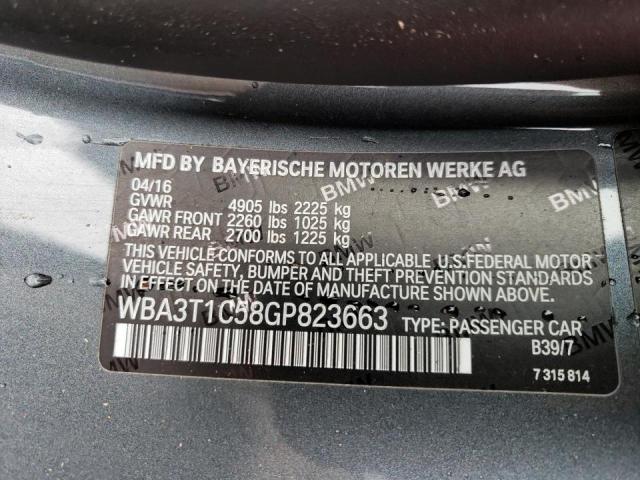 MFD BY BAYERISCHE MOTOREN WERKE AG
04/16
GVWR 4905 lbs 2225 kg
GAWR FRONT 2260 lbs 1025 kg
GAWR REAR 2700 lbs 1225 kg
THIS VEHICLE CONFORMS TO ALL APPLICABLE, U.S.FEDERAL MOTOR
VEHICLE SAFETY, BUMPER AND THEFT PREVENTION STANDARDS
IN EFFECT ON THE DATE OF MANUFACTURE SHOWN ABOVE.
WBA3T1C58GP823663 TYPE: PASSENGER CAR
B39/7
7 315 814